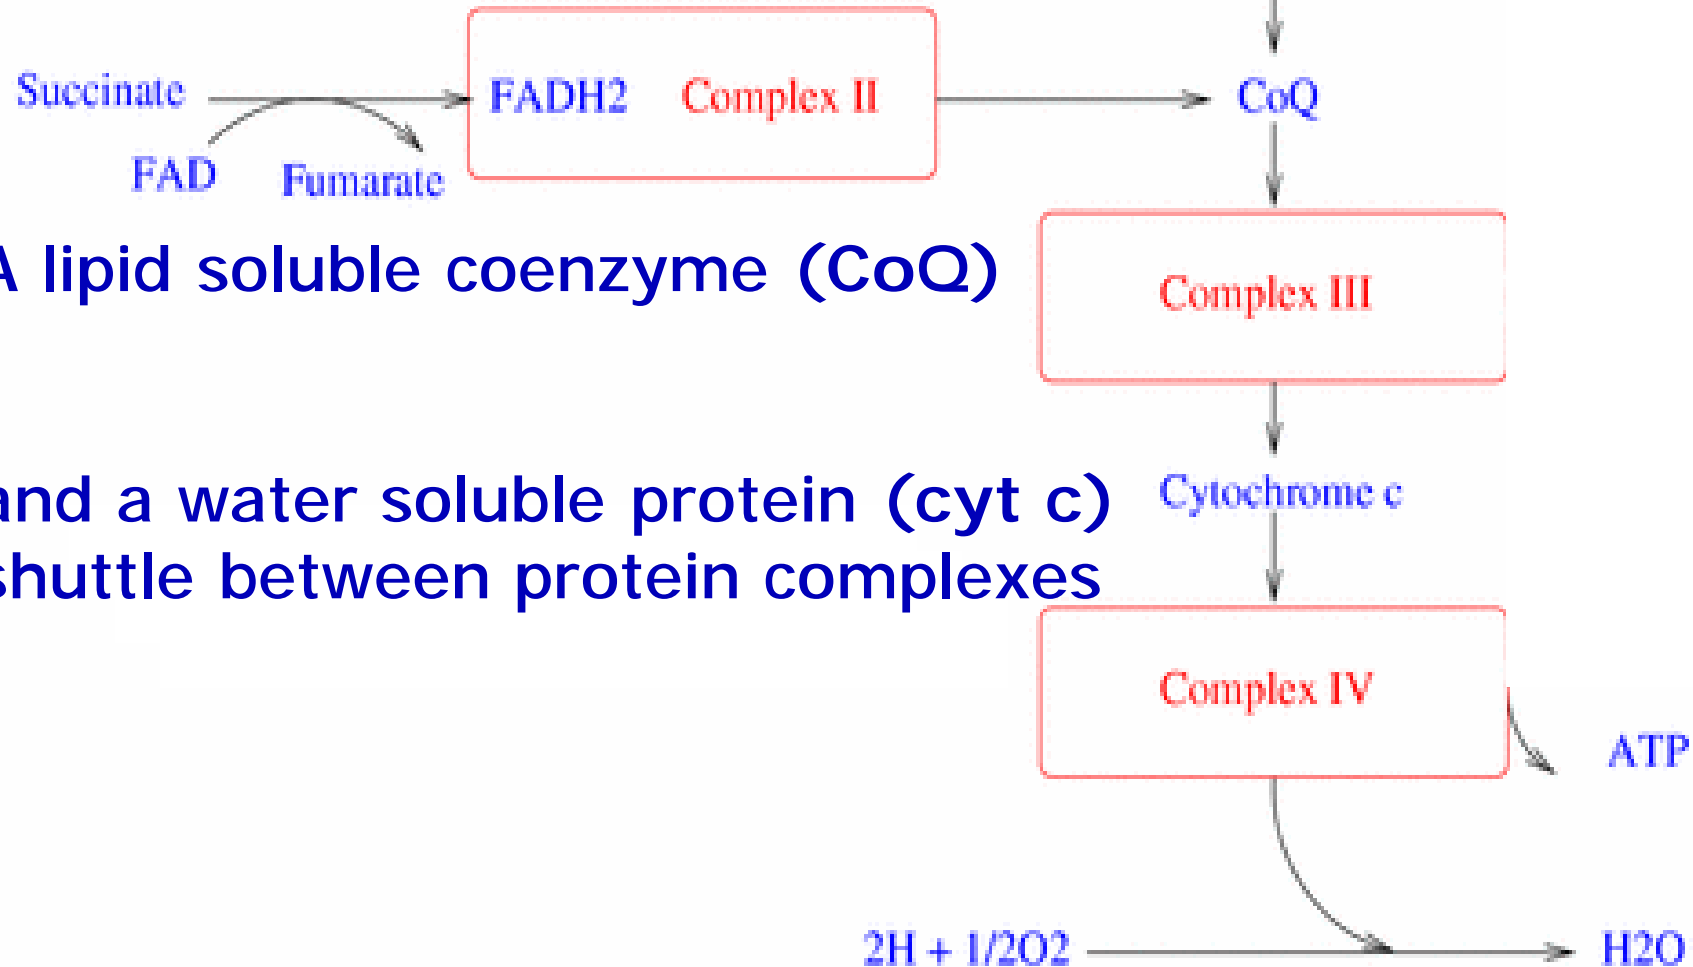 Succinate
FADH2 Complex II
CoQ
FAD
Fumarate
A lipid soluble coenzyme (CoQ)
Complex III
and a water soluble protein (cyt c)
Cytochrome c
shuttle between protein complexes
Complex IV
ATP
2H + 1/2O2
H2O